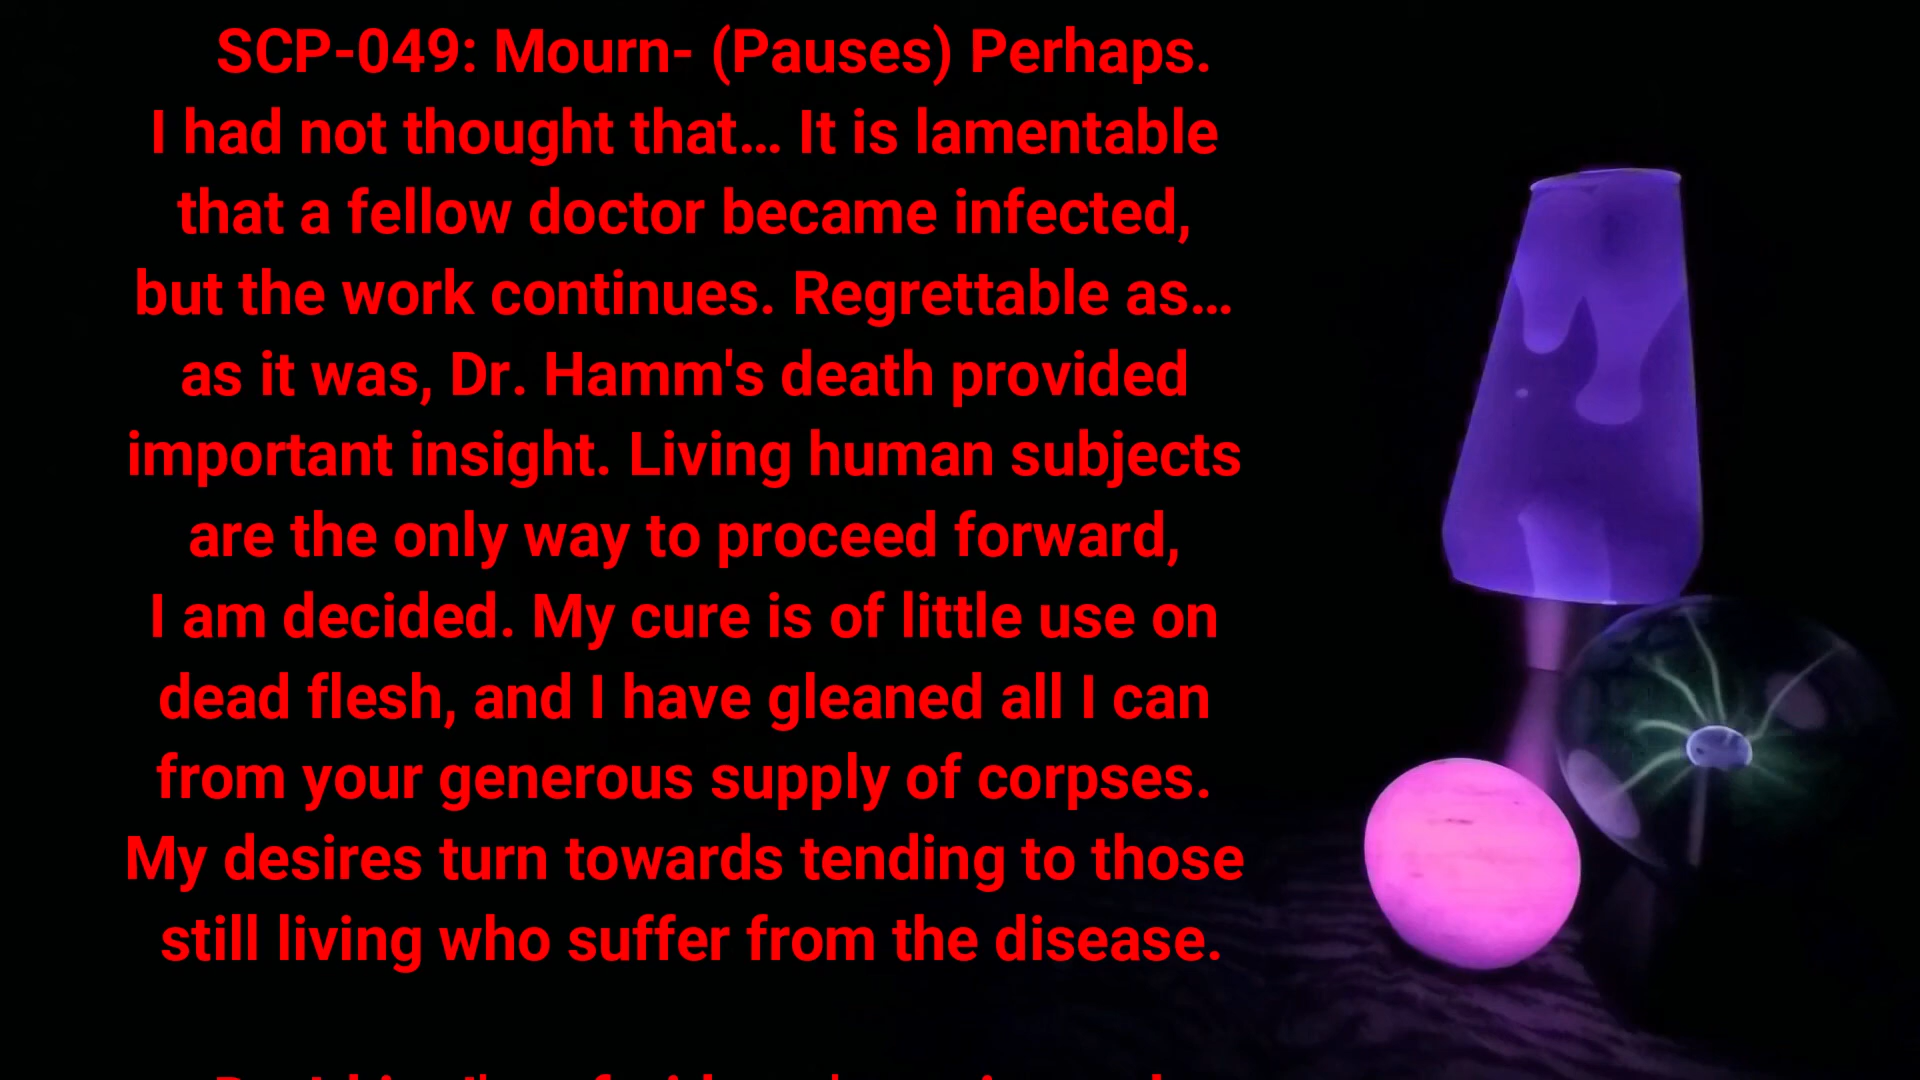 SCP-049: Mourn- (Pauses) Perhaps.
I had not thought that… It is lamentable
that a fellow doctor became infected,
but the work continues. Regrettable as…
as it was, Dr. Hamm's death provided
important insight. Living human subjects
are the only way to proceed forward,
I am decided. My cure is of little use on
dead flesh, and I have gleaned all I can
from your generous supply of corpses.
My desires turn towards tending to those
still living who suffer from the disease.